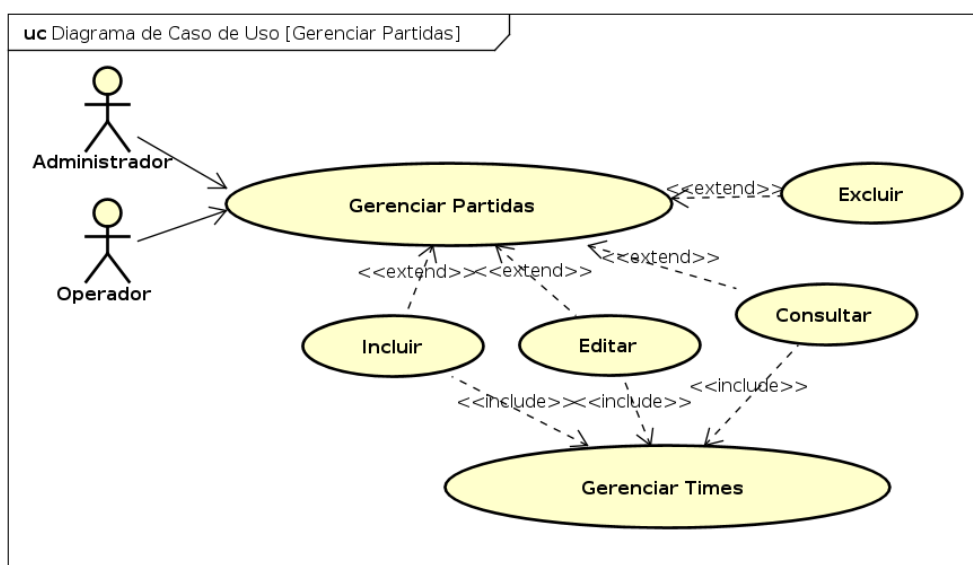 uc Diagrama de Caso de Uso [Gerenciar Partidas]
Administrador
Operador
Gerenciar Partidas
<<extend>>
Excluir
<<extend>>
<<extend>>
<<extend>>
Incluir
Editar
Consultar
<<include>>
<<include>>
<<include>>
Gerenciar Times